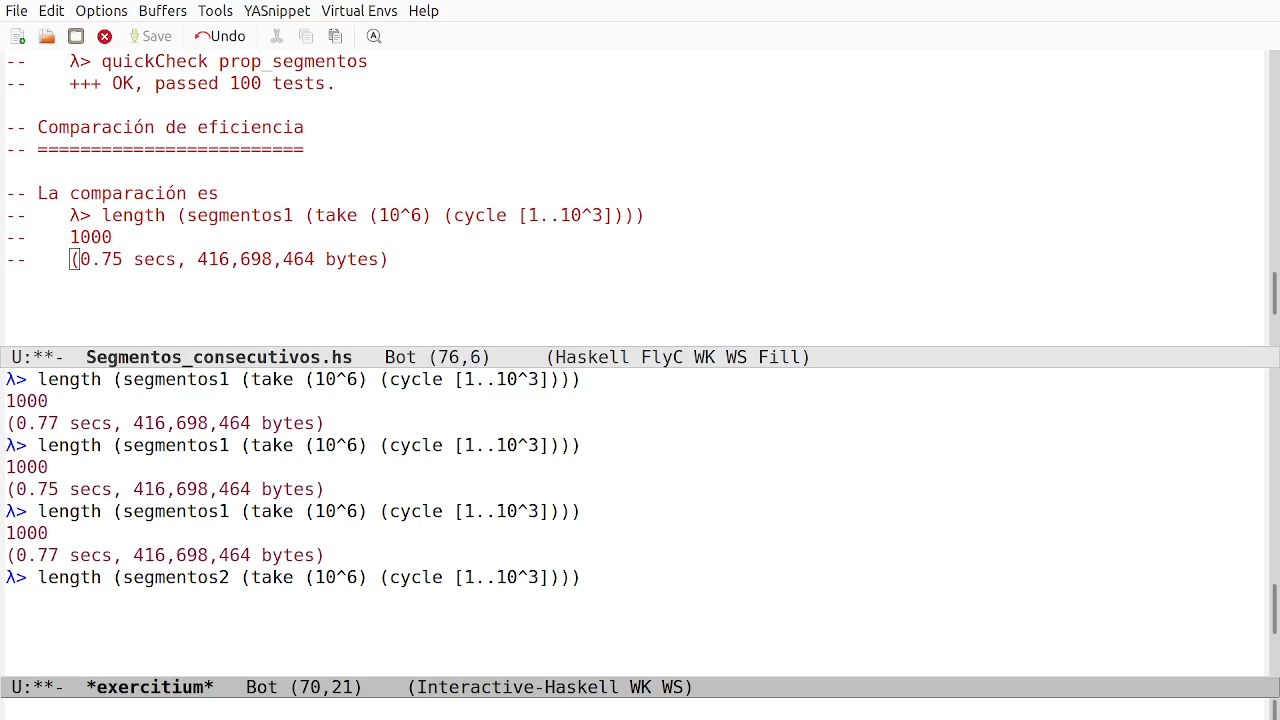 File Edit Options Buffers Tools YASnippet Virtual Envs Help
Save Undo
--    λ> quickCheck prop_segmentos
--    +++ OK, passed 100 tests.
-- Comparación de eficiencia
-- =========================
-- La comparación es
--    λ> length (segmentos1 (take (10^6) (cycle [1..10^3])))
--    1000
--    (0.75 secs, 416,698,464 bytes)
U:**-  Segmentos_consecutivos.hs   Bot (76,6)     (Haskell FlyC WK WS Fill)
λ> length (segmentos1 (take (10^6) (cycle [1..10^3])))
1000
(0.77 secs, 416,698,464 bytes)
λ> length (segmentos1 (take (10^6) (cycle [1..10^3])))
1000
(0.75 secs, 416,698,464 bytes)
λ> length (segmentos1 (take (10^6) (cycle [1..10^3])))
1000
(0.77 secs, 416,698,464 bytes)
λ> length (segmentos2 (take (10^6) (cycle [1..10^3])))
U:**-  *exercitium*   Bot (70,21)    (Interactive-Haskell WK WS)